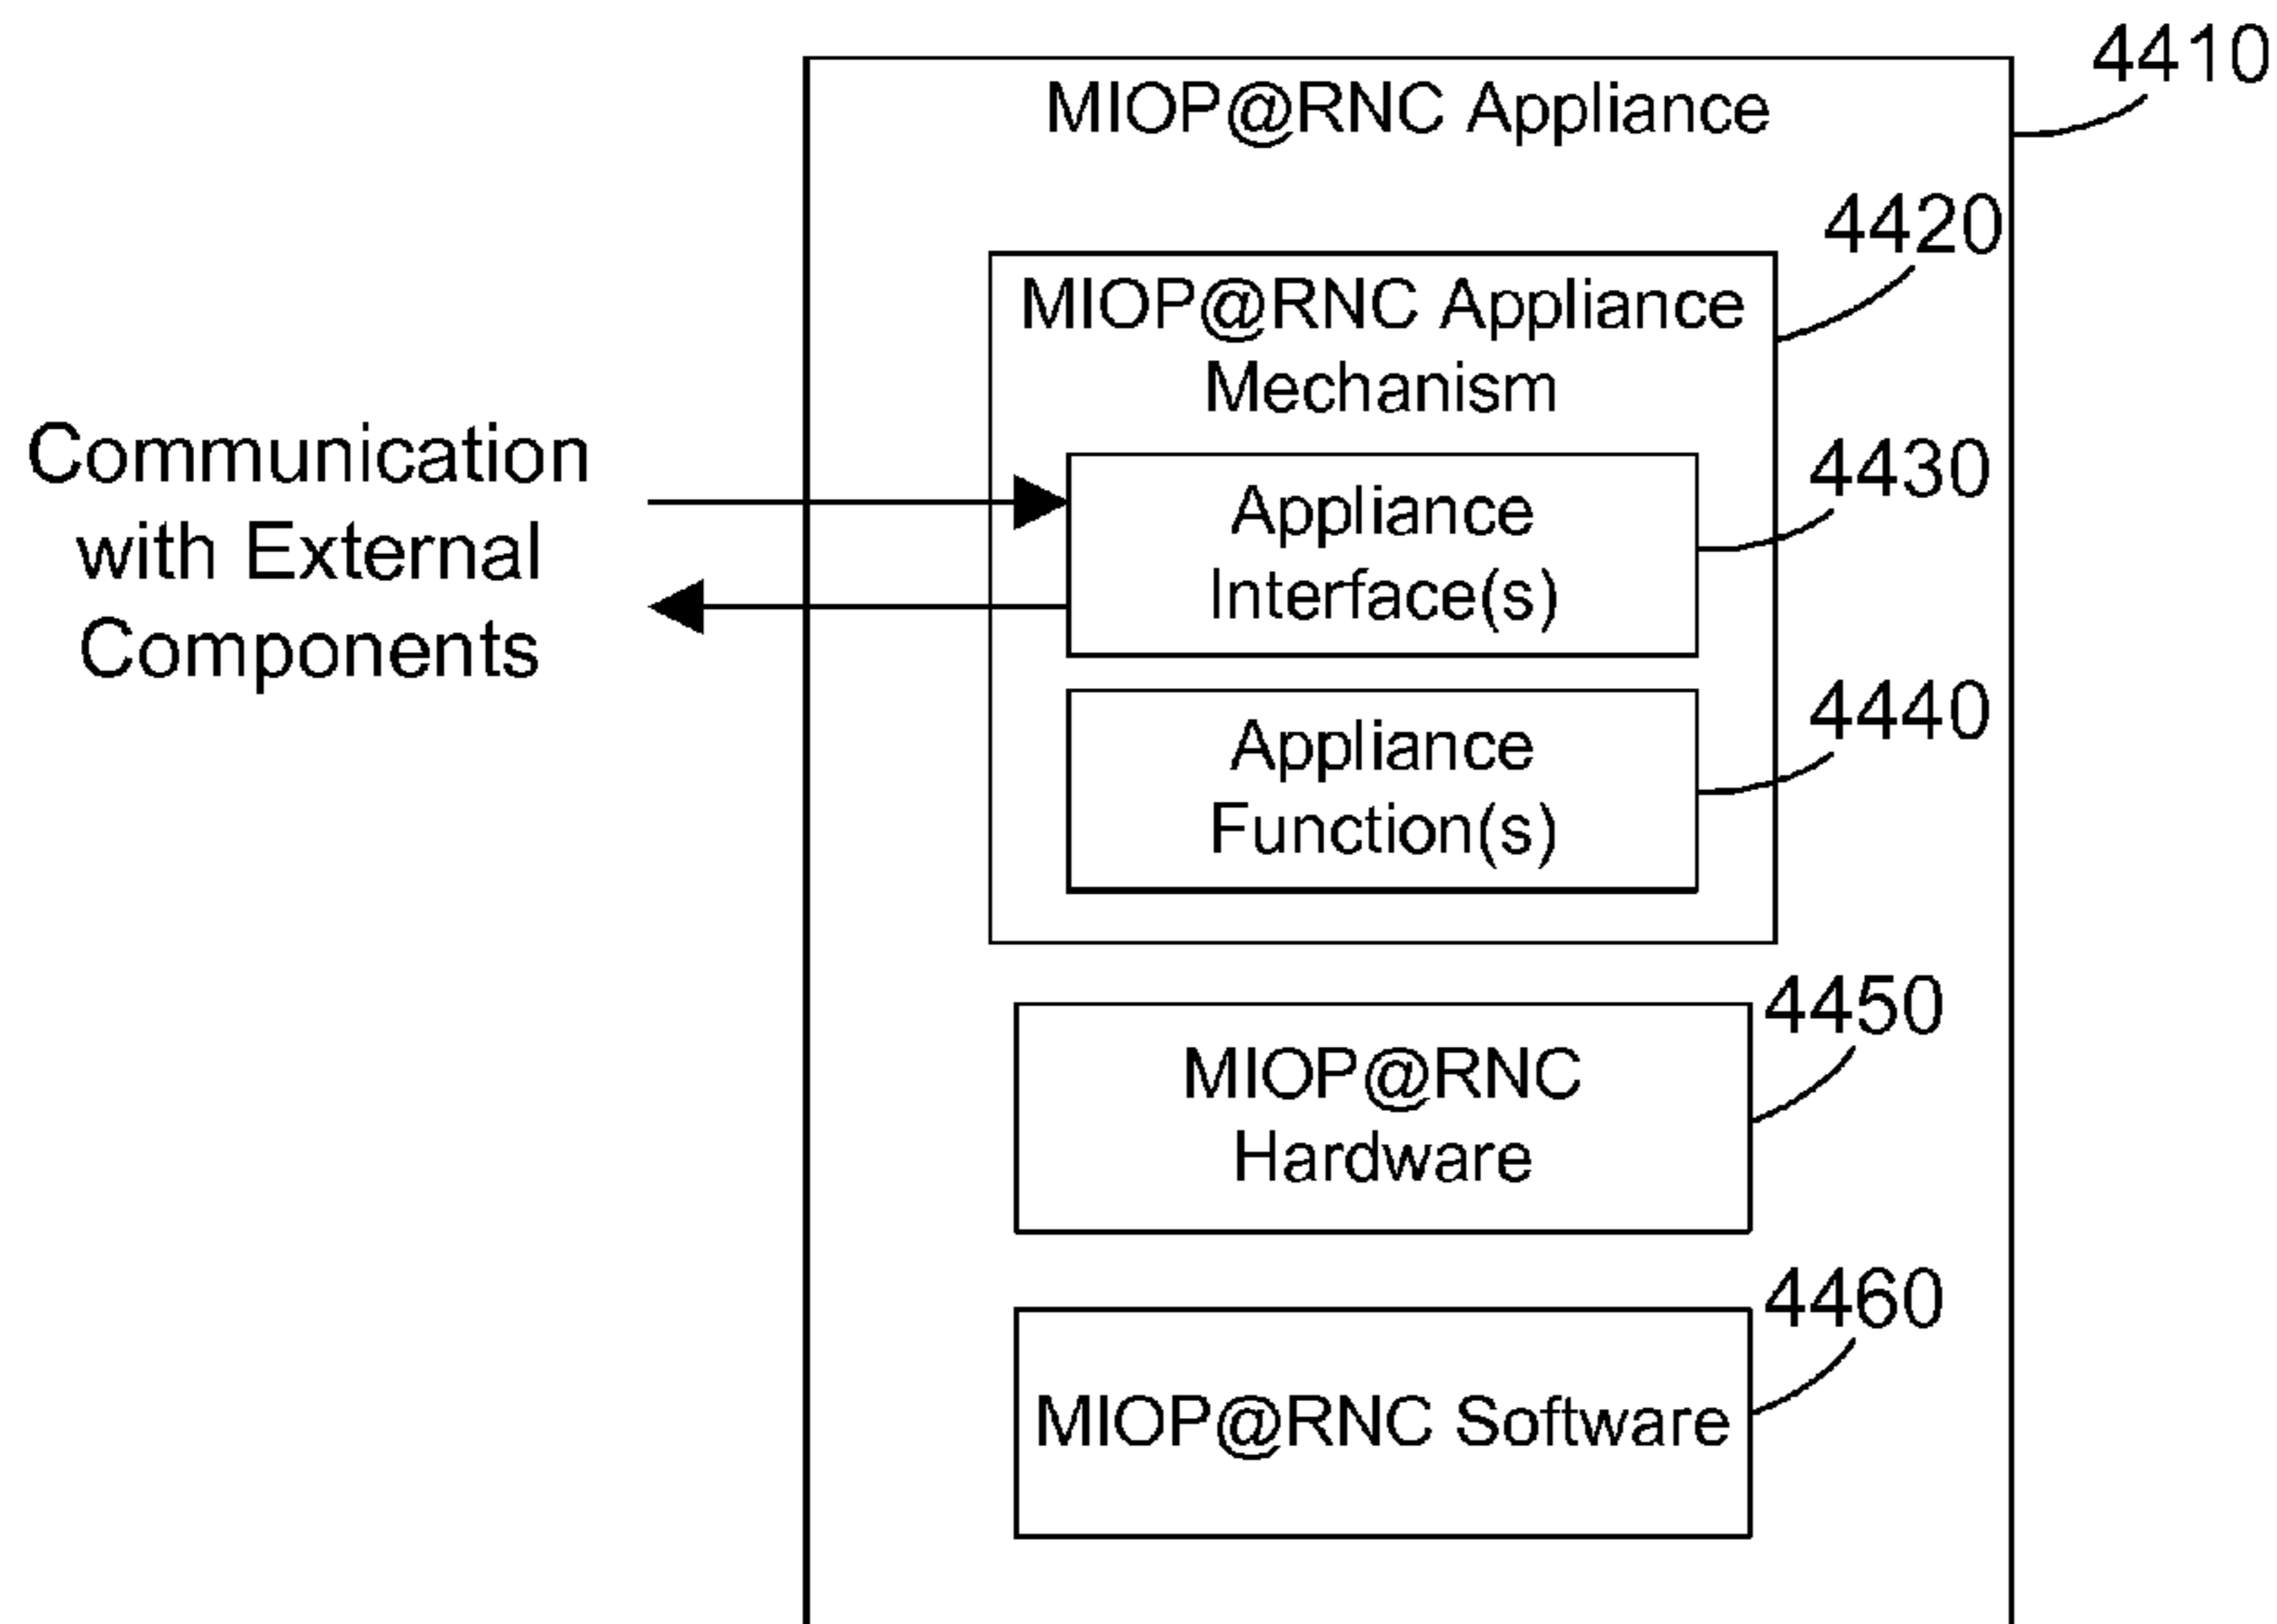 4410
MIOP@RNC Appliance
4420
MIOP@RNC Appliance
Mechanism
Communication
with External
Components
4430
Appliance
Interface(s)
4440
Appliance
Function(s)
4450
MIOP@RNC
Hardware
4460
MIOP@RNC Software